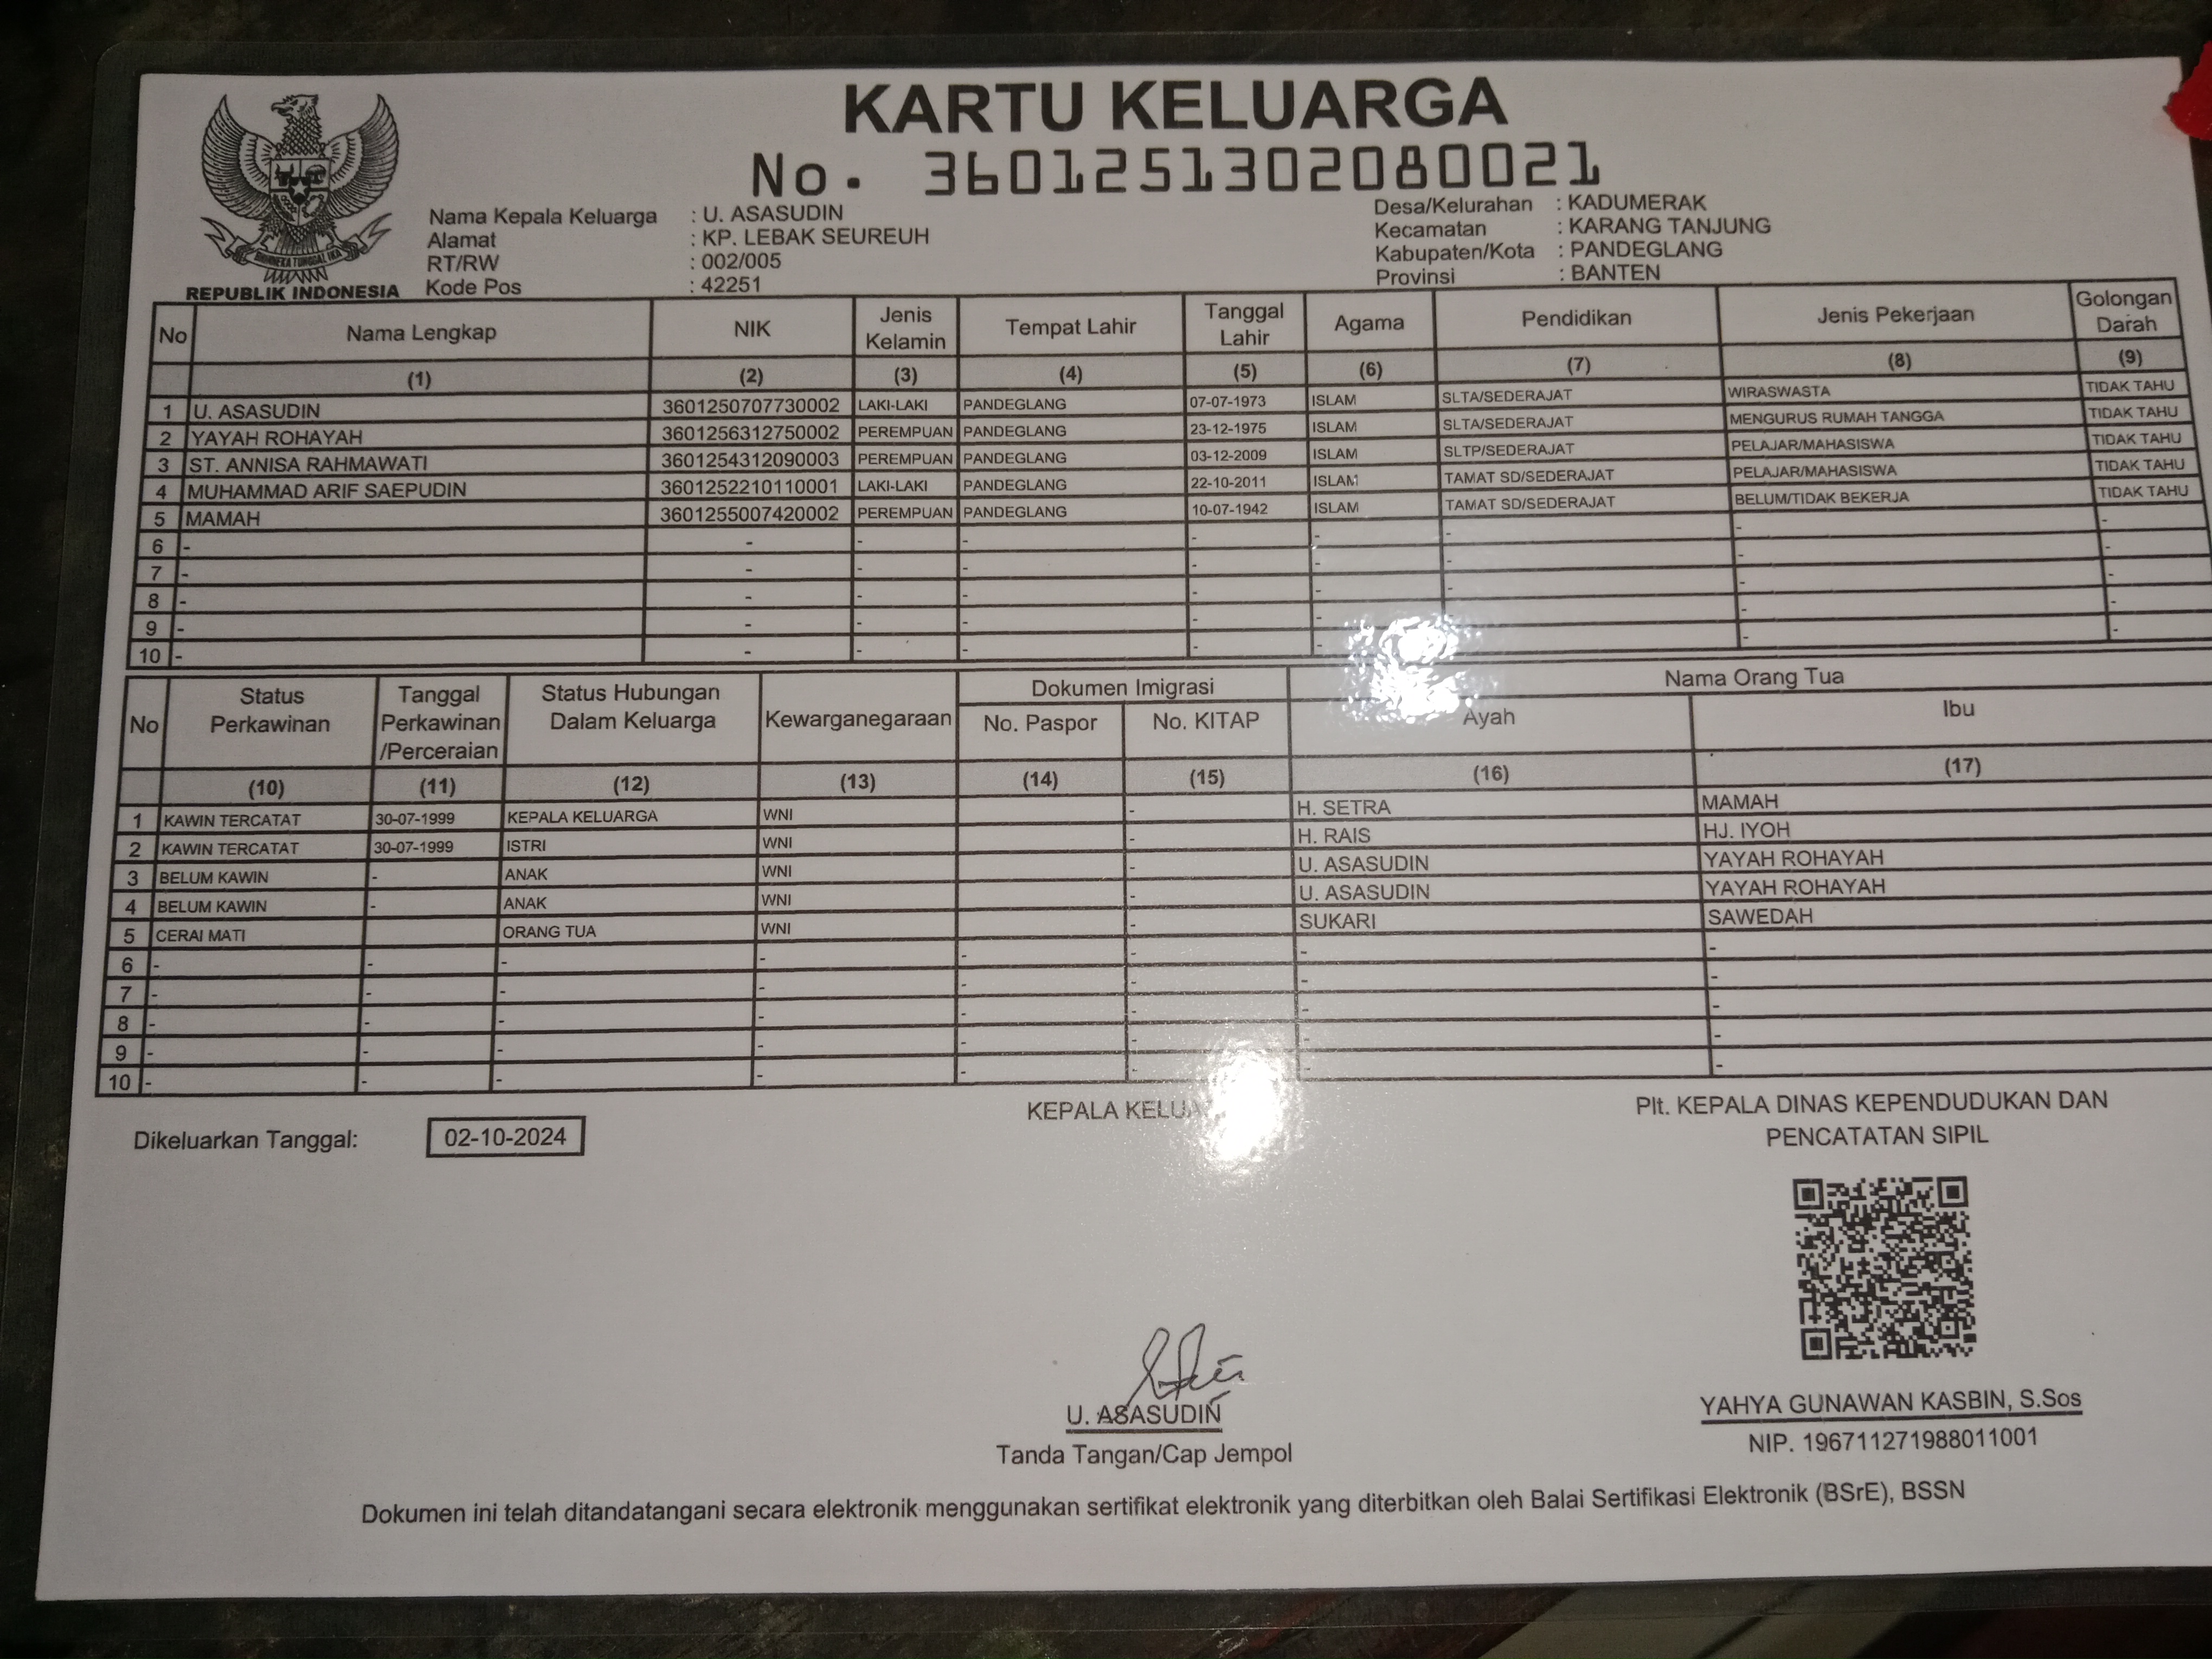 KARTU KELUARGA
No. 3601251302080021
REPUBLIK INDONESIA
Nama Kepala Keluarga : U. ASASUDIN
Alamat : KP. LEBAK SEUREUH
RT/RW : 002/005
Kode Pos : 42251
Desa/Kelurahan : KADUMERAK
Kecamatan : KARANG TANJUNG
Kabupaten/Kota : PANDEGLANG
Provinsi : BANTEN
No Nama Lengkap NIK Jenis Kelamin Tempat Lahir Tanggal Lahir Agama Pendidikan Jenis Pekerjaan Golongan Darah
(1) (2) (3) (4) (5) (6) (7) (8) (9)
1 U. ASASUDIN 3601250707730002 LAKI-LAKI PANDEGLANG 07-07-1973 ISLAM SLTA/SEDERAJAT WIRASWASTA TIDAK TAHU
2 YAYAH ROHAYAH 3601256312750002 PEREMPUAN PANDEGLANG 23-12-1975 ISLAM SLTA/SEDERAJAT MENGURUS RUMAH TANGGA TIDAK TAHU
3 ST. ANNISA RAHMAWATI 3601254312090003 PEREMPUAN PANDEGLANG 03-12-2009 ISLAM SLTP/SEDERAJAT PELAJAR/MAHASISWA TIDAK TAHU
4 MUHAMMAD ARIF SAEPUDIN 3601252210110001 LAKI-LAKI PANDEGLANG 22-10-2011 ISLAM TAMAT SD/SEDERAJAT PELAJAR/MAHASISWA TIDAK TAHU
5 MAMAH 3601255007420002 PEREMPUAN PANDEGLANG 10-07-1942 ISLAM TAMAT SD/SEDERAJAT BELUM/TIDAK BEKERJA TIDAK TAHU
6 - - - - - - - - -
7 - - - - - - - - -
8 - - - - - - - - -
9 - - - - - - - - -
10 - - - - - - - - -
No Status Perkawinan Tanggal Perkawinan /Perceraian Status Hubungan Dalam Keluarga Kewarganegaraan Dokumen Imigrasi Nama Orang Tua
No. Paspor No. KITAP Ayah Ibu
(10) (11) (12) (13) (14) (15) (16) (17)
1 KAWIN TERCATAT 30-07-1999 KEPALA KELUARGA WNI - H. SETRA MAMAH
2 KAWIN TERCATAT 30-07-1999 ISTRI WNI - H. RAIS HJ. IYOH
3 BELUM KAWIN - ANAK WNI - U. ASASUDIN YAYAH ROHAYAH
4 BELUM KAWIN - ANAK WNI - U. ASASUDIN YAYAH ROHAYAH
5 CERAI MATI ORANG TUA WNI - SUKARI SAWEDAH
6 - - - - - - - -
7 - - - - - - - -
8 - - - - - - - -
9 - - - - - - - -
10 - - - - - - - -
Dikeluarkan Tanggal: 02-10-2024
KEPALA
Plt. KEPALA DINAS KEPENDUDUKAN DAN
PENCATATAN SIPIL
U. ASASUDIN
Tanda Tangan/Cap Jempol
YAHYA GUNAWAN KASBIN, S.Sos
NIP. 196711271988011001
Dokumen ini telah ditandatangani secara elektronik menggunakan sertifikat elektronik yang diterbitkan oleh Balai Sertifikasi Elektronik (BSrE), BSSN